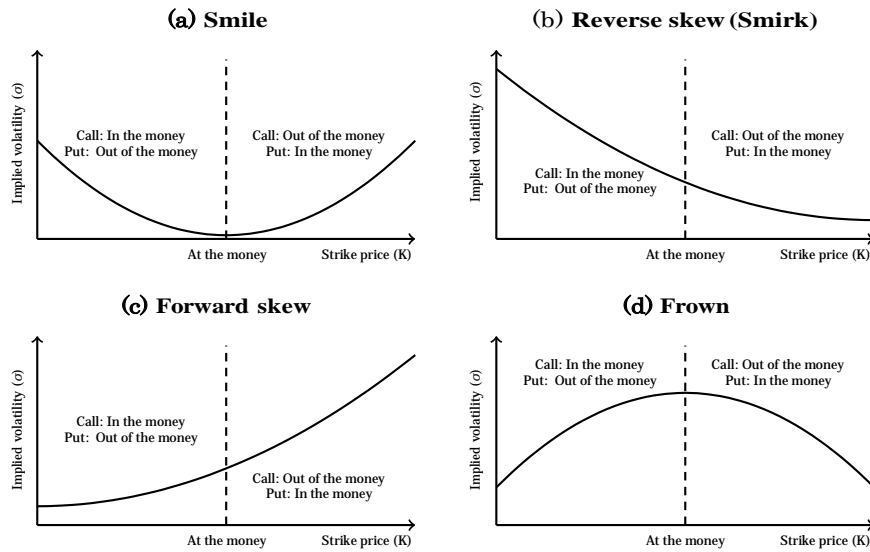 (a) Smile
Implied volatility (σ)
Call: In the money
Put: Out of the money
Call: Out of the money
Put: In the money
At the money
Strike price (K)
(b) Reverse skew (Smirk)
Implied volatility (σ)
Call: In the money
Put: Out of the money
Call: Out of the money
Put: In the money
At the money
Strike price (K)
(c) Forward skew
Implied volatility (σ)
Call: In the money
Put: Out of the money
Call: Out of the money
Put: In the money
At the money
Strike price (K)
(d) Frown
Implied volatility (σ)
Call: In the money
Put: Out of the money
Call: Out of the money
Put: In the money
At the money
Strike price (K)